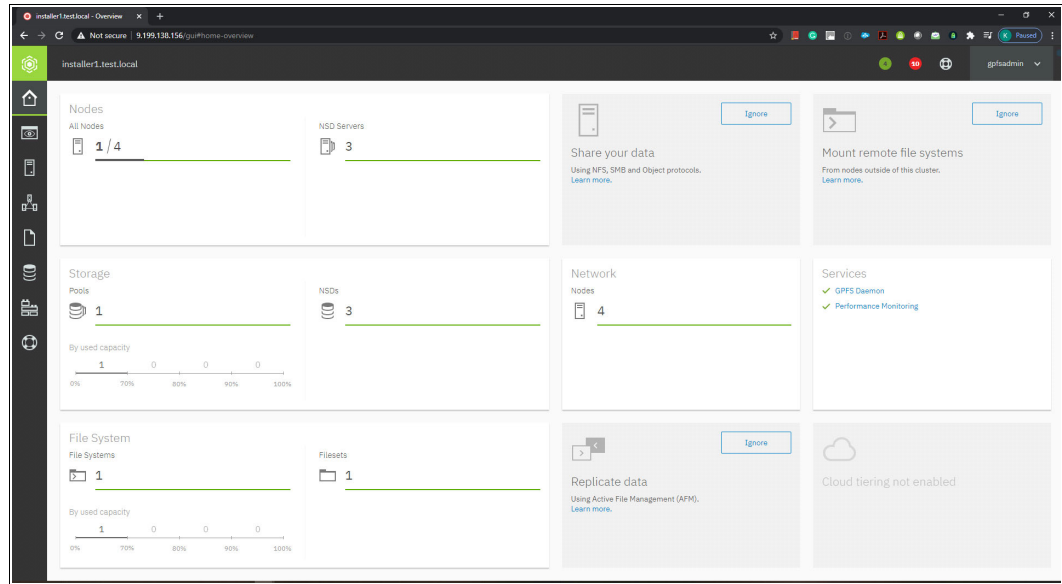 installer1.test.local - Overview
Not secure | 9.199.138.156/gui#home-overview
Paused
installer1.test.local
10
gpfsadmin
Nodes
All Nodes
1 / 4
NSD Servers
3
Ignore
Share your data
Using NFS, SMB and Object protocols.
Learn more.
Ignore
Mount remote file systems
From nodes outside of this cluster.
Learn more.
Storage
Pools
1
NSDs
3
By used capacity
1 0 0 0
0% 70% 80% 90% 100%
Network
Nodes
4
Services
GPFS Daemon
Performance Monitoring
File System
File Systems
1
Filesets
1
By used capacity
1 0 0 0
0% 70% 80% 90% 100%
Ignore
Replicate data
Using Active File Management (AFM).
Learn more.
Cloud tiering not enabled